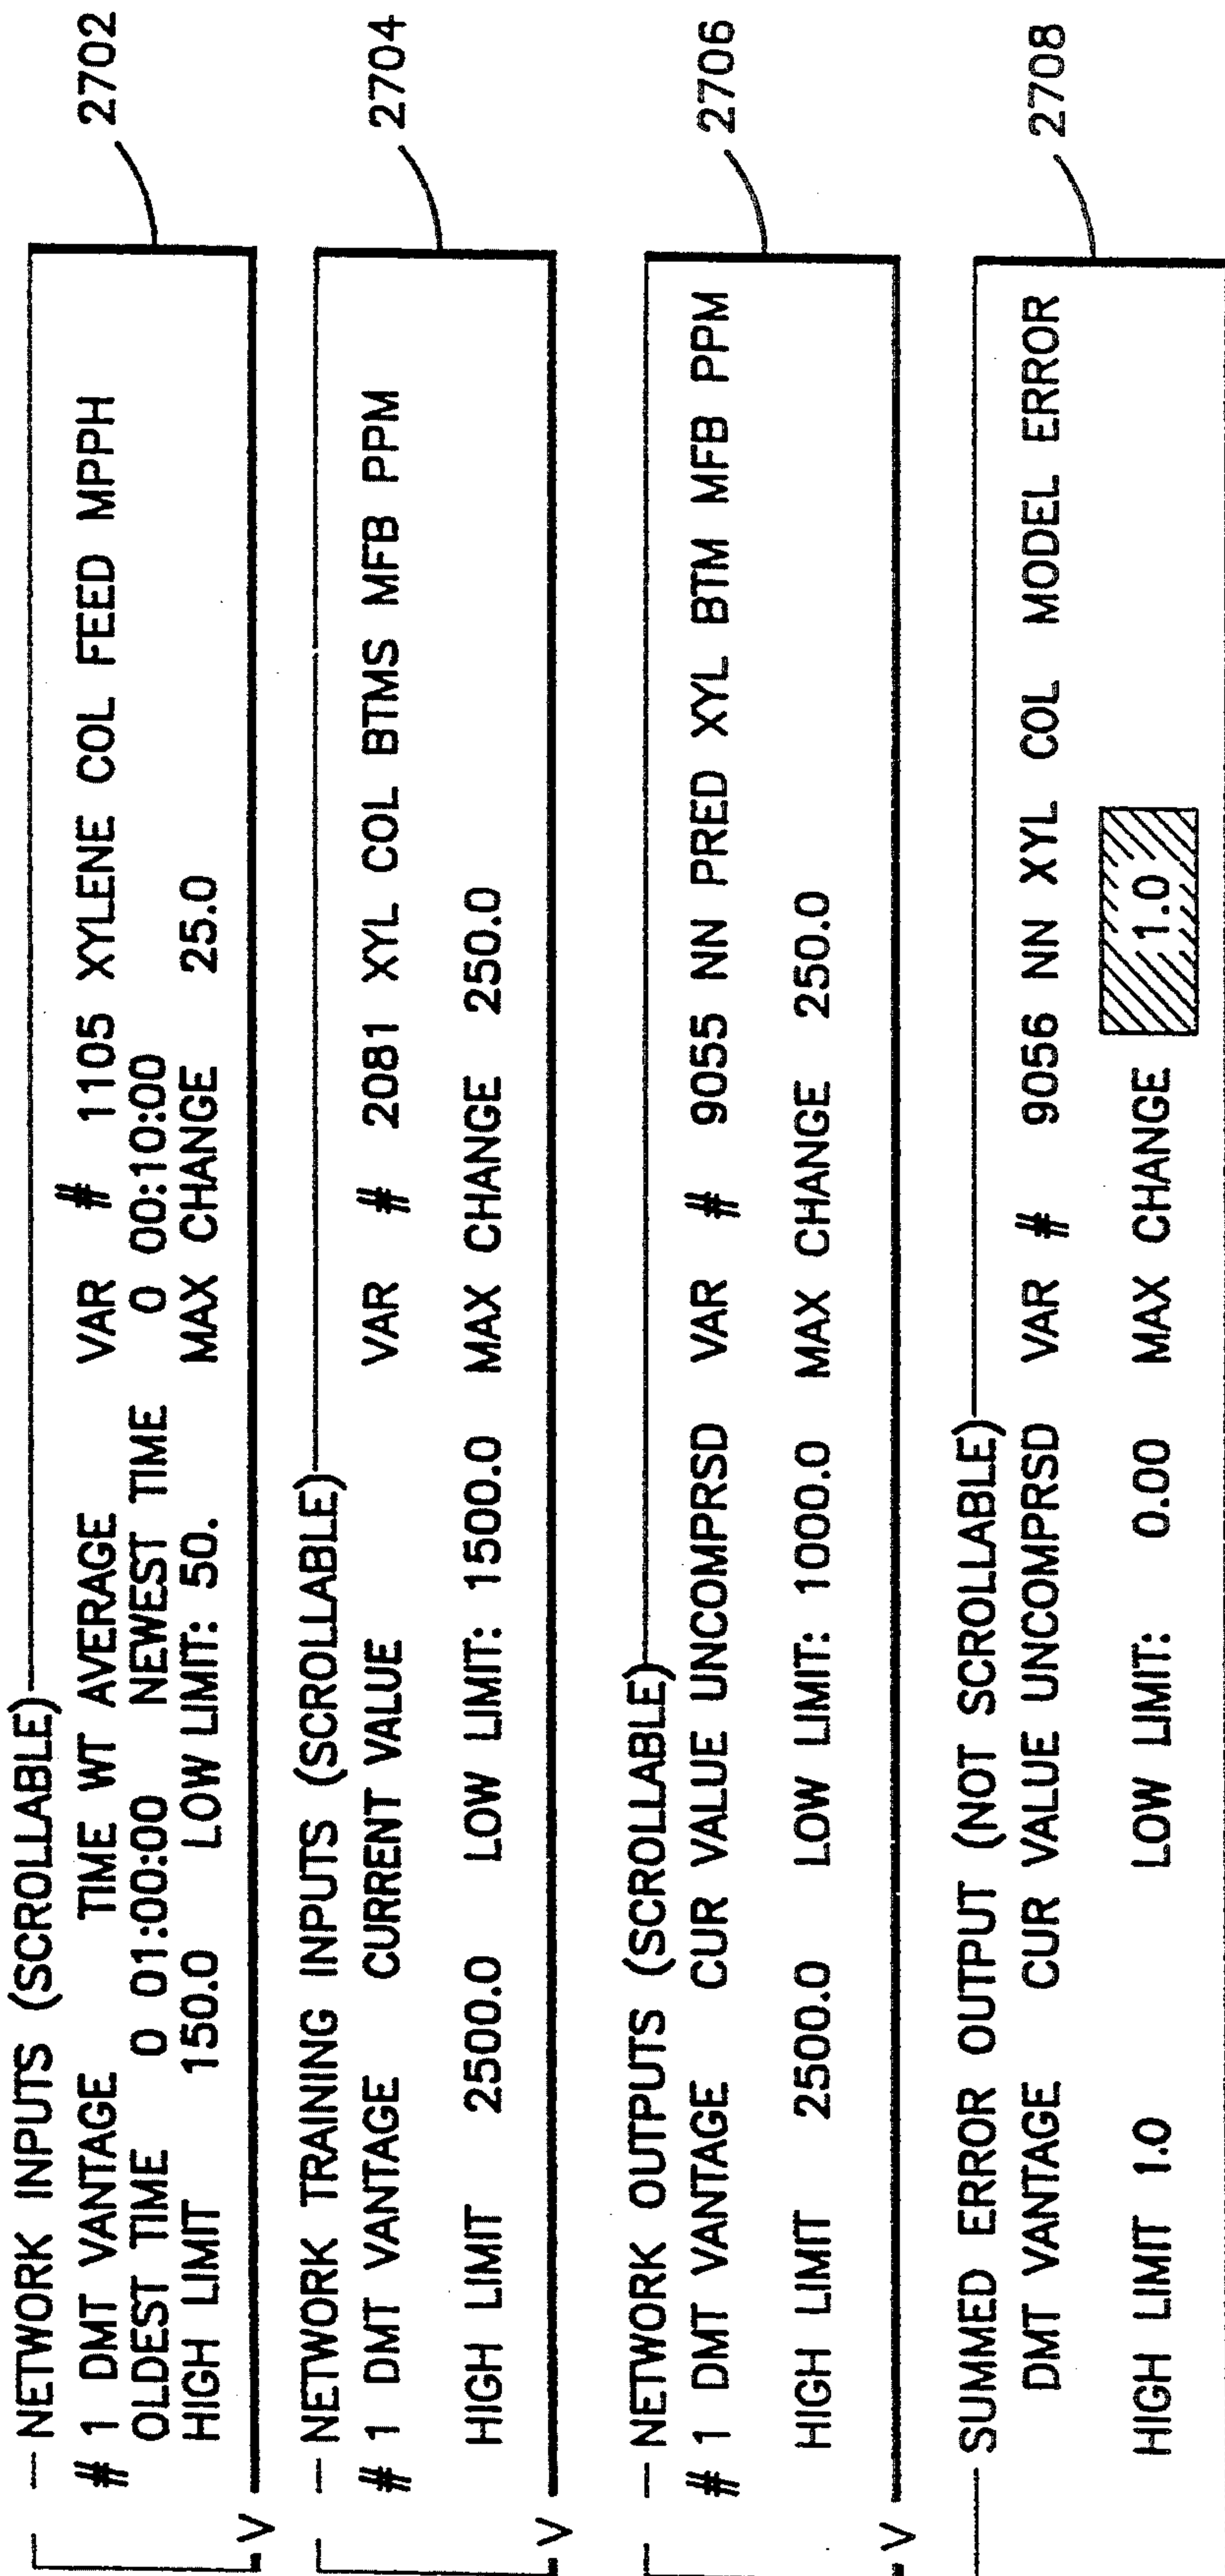 NETWORK INPUTS (SCROLLABLE)
# 1 DMT VANTAGE TIME WT AVERAGE VAR # 1105 XYLENE COL FEED MPPH
OLDEST TIME 0 01:00:00 NEWEST TIME 0 00:10:00
HIGH LIMIT 150.0 LOW LIMIT: 50. MAX CHANGE 25.0
2702
NETWORK TRAINING INPUTS (SCROLLABLE)
# 1 DMT VANTAGE CURRENT VALUE VAR # 2081 XYL COL BTMS MFB PPM
HIGH LIMIT 2500.0 LOW LIMIT: 1500.0 MAX CHANGE 250.0
V
2704
NETWORK OUTPUTS (SCROLLABLE)
# 1 DMT VANTAGE CUR VALUE UNCOMPRSD VAR # 9055 NN PRED XYL BTM MFB PPM
HIGH LIMIT 2500.0 LOW LIMIT: 1000.0 MAX CHANGE 250.0
V
2706
SUMMED ERROR OUTPUT (NOT SCROLLABLE)
DMT VANTAGE CUR VALUE UNCOMPRSD VAR # 9056 NN XYL COL MODEL ERROR
HIGH LIMIT 1.0 LOW LIMIT: 0.00 MAX CHANGE 1.0
V
2708